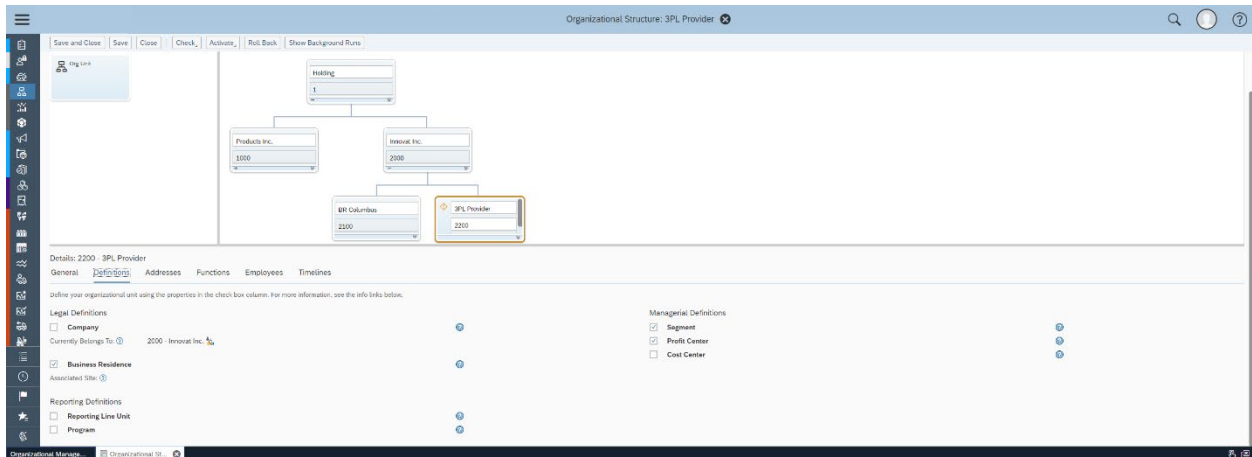 Organizational Structure: 3PL Provider
Save and Close Save Close Check Activate Roll Back Show Background Runs
Org Unit
Holding
1
Products Inc.
1000
Innovat Inc.
2000
BR Columbus
2100
3PL Provider
2200
Details: 2200 - 3PL Provider
General Definitions Addresses Functions Employees Timelines
Define your organizational unit using the properties in the check box column. For more information, see the info links below.
Legal Definitions
Company
Currently Belongs To: 2000 - Innovat Inc.
Business Residence
Associated Site:
Reporting Definitions
Reporting Line Unit
Program
Managerial Definitions
Segment
Profit Center
Cost Center
Organizational Manage... Organizational St...